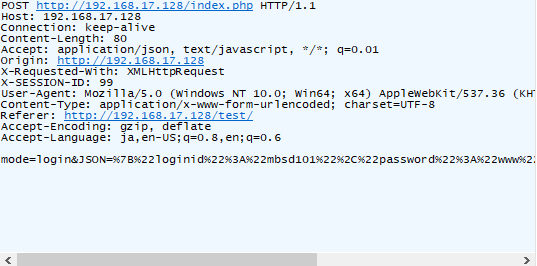 POST http://192.168.17.128/index.php HTTP/1.1
Host: 192.168.17.128
Connection: keep-alive
Content-Length: 80
Accept: application/json, text/javascript, */*; q=0.01
Origin: http://192.168.17.128
X-Requested-With: XMLHttpRequest
X-SESSION-ID: 99
User-Agent: Mozilla/5.0 (Windows NT 10.0; Win64; x64) AppleWebKit/537.36 (KHT
Content-Type: application/x-www-form-urlencoded; charset=UTF-8
Referer: http://192.168.17.128/test/
Accept-Encoding: gzip, deflate
Accept-Language: ja,en-US;q=0.8,en;q=0.6
mode=login&JSON=%7B%22loginid%22%3A%22mbsd101%22%2C%22password%22%3A%22www%22